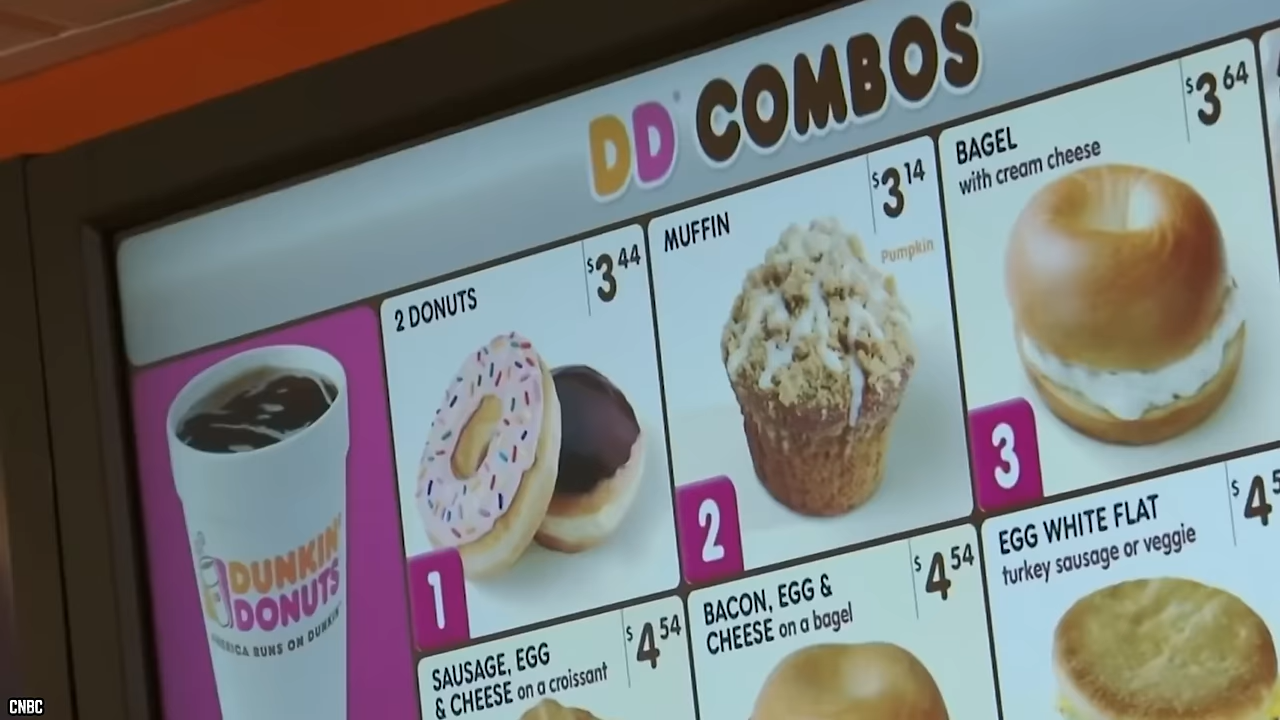 DD® COMBOS
2 DONUTS
$3 44
1
MUFFIN
$3 14
Pumpkin
2
BAGEL
with cream cheese
$3 64
3
DUNKIN'
DONUTS
AMERICA RUNS ON DUNKIN'
SAUSAGE, EGG
& CHEESE on a croissant
$4 54
BACON, EGG &
CHEESE on a bagel
$4 54
EGG WHITE FLAT
turkey sausage or veggie
$4 5
CNBC